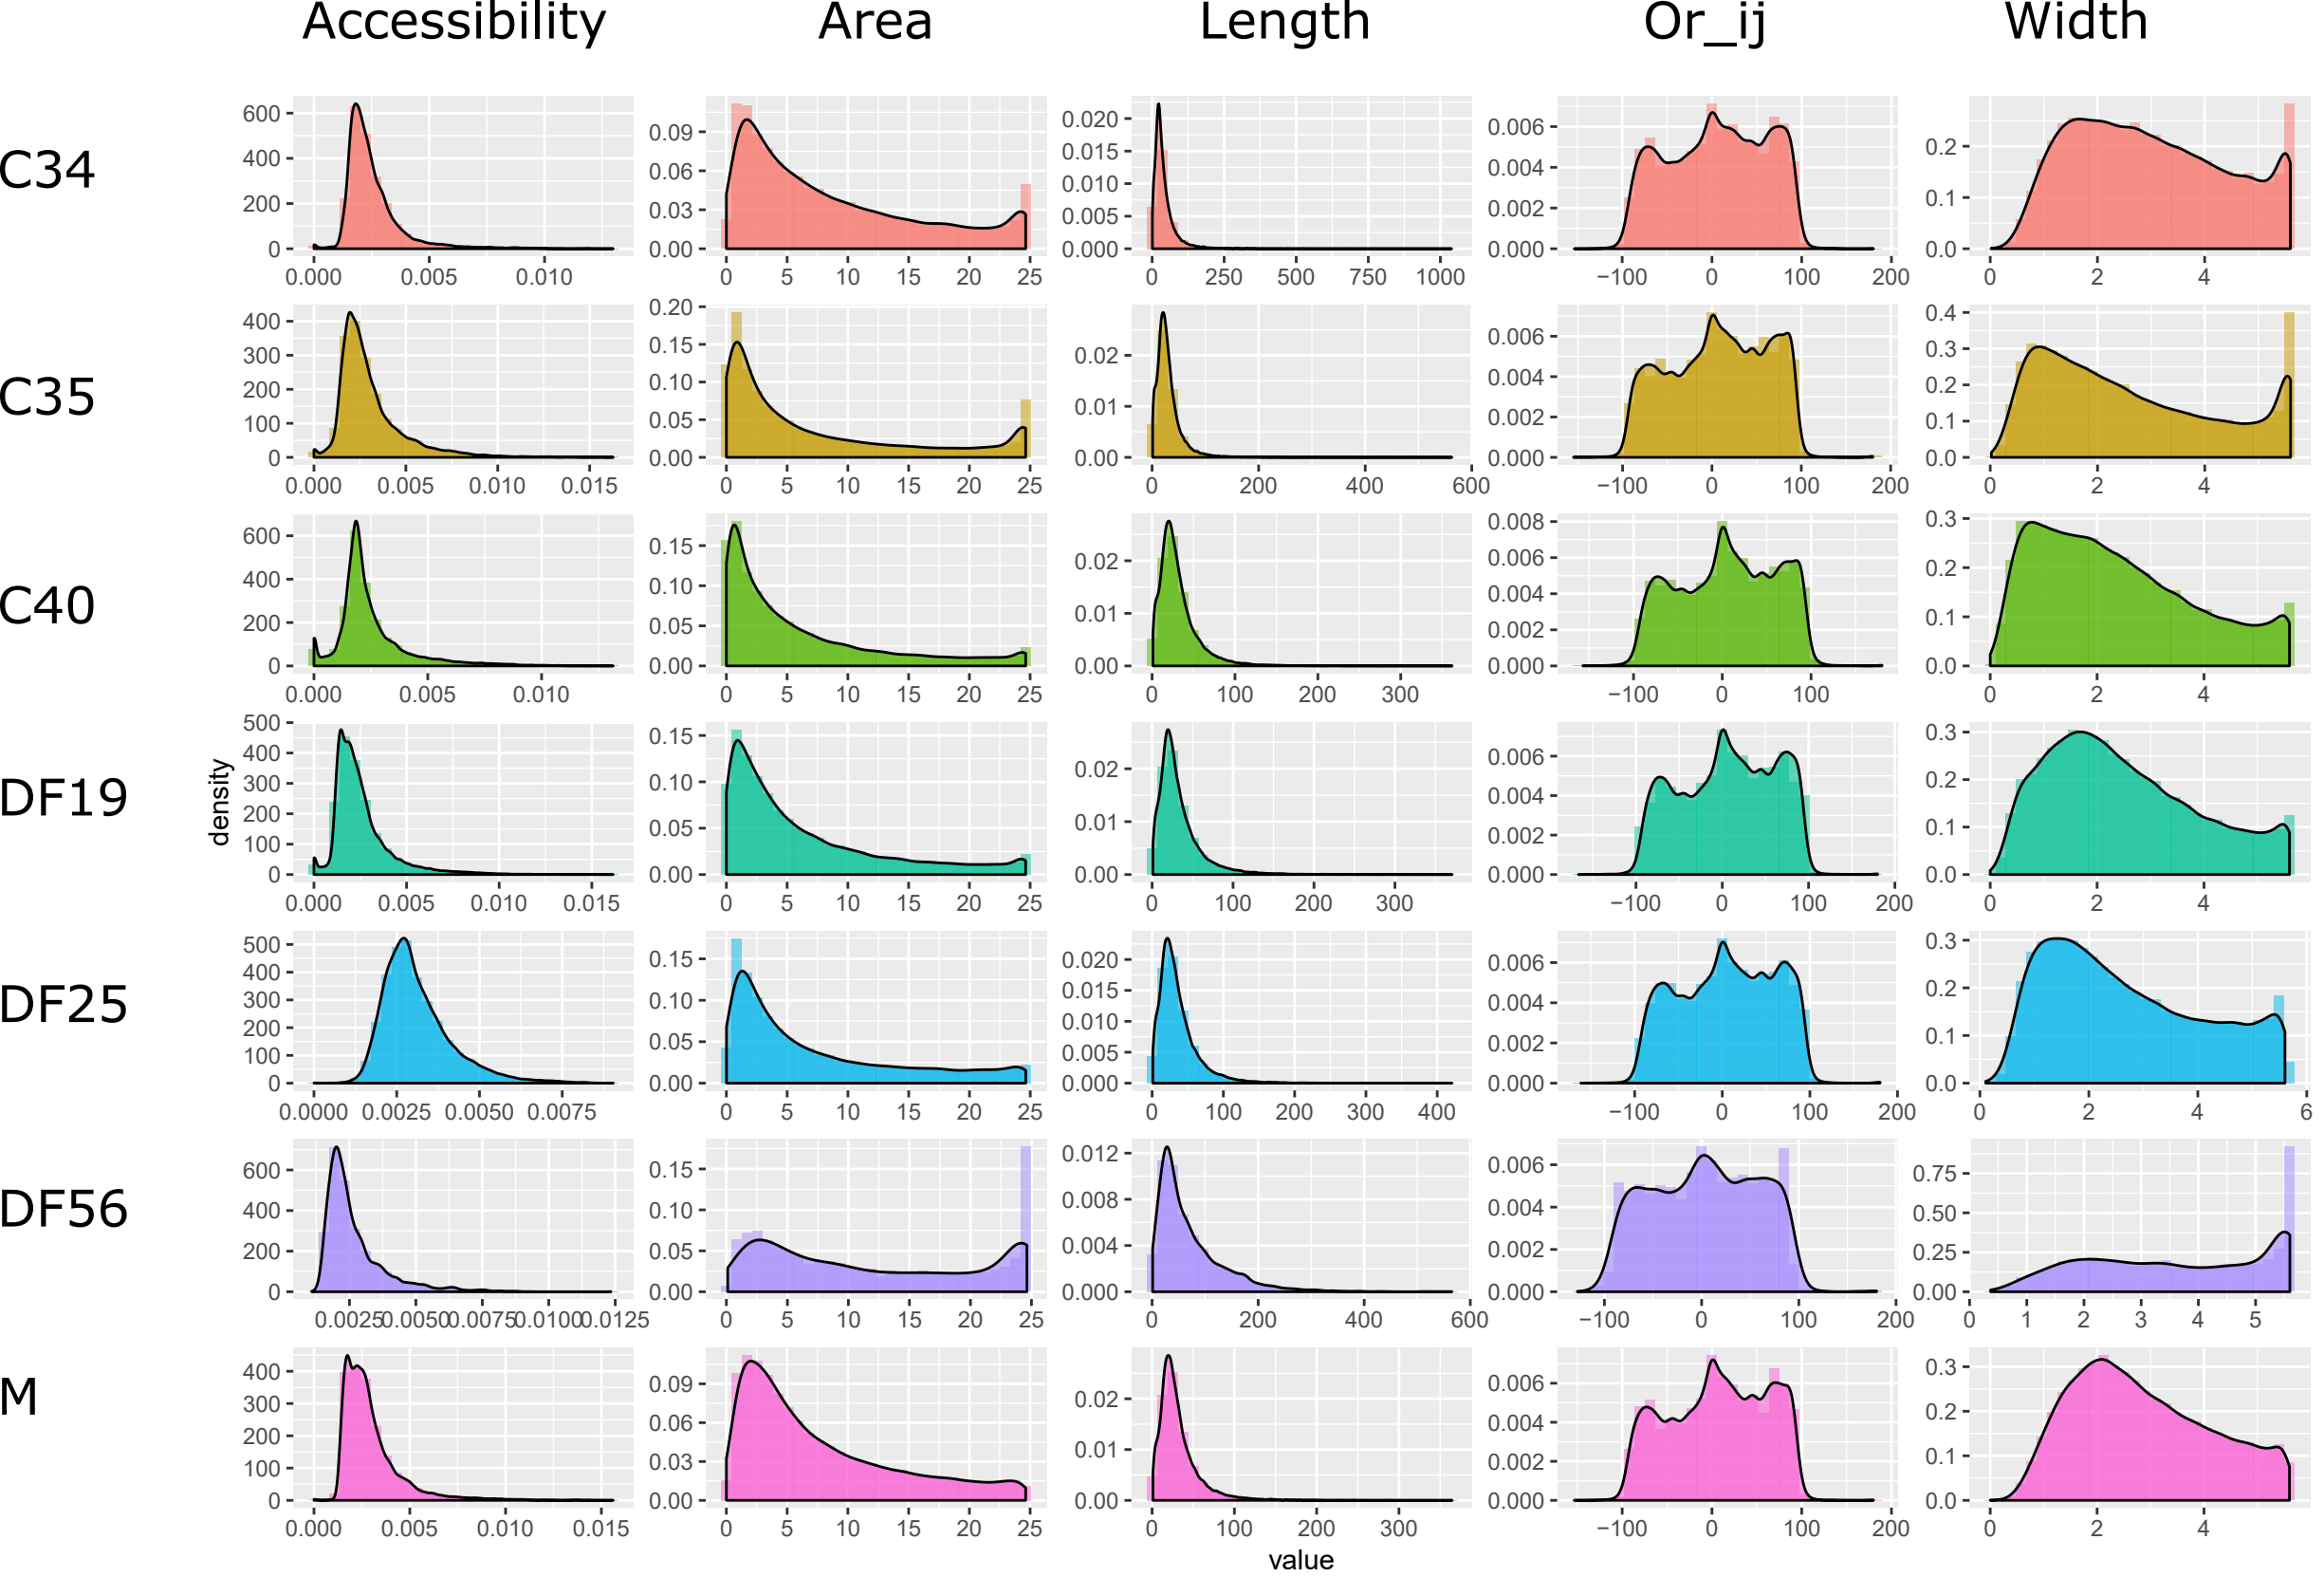 Accessibility Area Length Or_ij Width
C34
600 400 200 0
0.000 0.005 0.010
0.09 0.06 0.03 0.00
0 5 10 15 20 25
0.020 0.015 0.010 0.005 0.000
0 250 500 750 1000
0.006 0.004 0.002 0.000
−100 0 100 200
0.2 0.1 0.0
0 2 4
C35
400 300 200 100 0
0.000 0.005 0.010 0.015
0.20 0.15 0.10 0.05 0.00
0 5 10 15 20 25
0.02 0.01 0.00
0 200 400 600
0.006 0.004 0.002 0.000
−100 0 100 200
0.4 0.3 0.2 0.1 0.0
0 2 4
C40
600 400 200 0
0.000 0.005 0.010
0.15 0.10 0.05 0.00
0 5 10 15 20 25
0.02 0.01 0.00
0 100 200 300
0.008 0.006 0.004 0.002 0.000
−100 0 100
0.3 0.2 0.1 0.0
0 2 4
DF19
density
500 400 300 200 100 0
0.000 0.005 0.010 0.015
0.15 0.10 0.05 0.00
0 5 10 15 20 25
0.02 0.01 0.00
0 100 200 300
0.006 0.004 0.002 0.000
−100 0 100 200
0.3 0.2 0.1 0.0
0 2 4
DF25
500 400 300 200 100 0
0.0000 0.0025 0.0050 0.0075
0.15 0.10 0.05 0.00
0 5 10 15 20 25
0.020 0.015 0.010 0.005 0.000
0 100 200 300 400
0.006 0.004 0.002 0.000
−100 0 100 200
0.3 0.2 0.1 0.0
0 2 4 6
DF56
600 400 200 0
0.0025 0.0050 0.0075 0.0100 0.0125
0.15 0.10 0.05 0.00
0 5 10 15 20 25
0.012 0.008 0.004 0.000
0 200 400 600
0.006 0.004 0.002 0.000
−100 0 100 200
0.75 0.50 0.25 0.00
0 1 2 3 4 5
M
400 300 200 100 0
0.000 0.005 0.010 0.015
0.09 0.06 0.03 0.00
0 5 10 15 20 25
0.02 0.01 0.00
0 100 200 300
0.006 0.004 0.002 0.000
−100 0 100 200
0.3 0.2 0.1 0.0
0 2 4
value